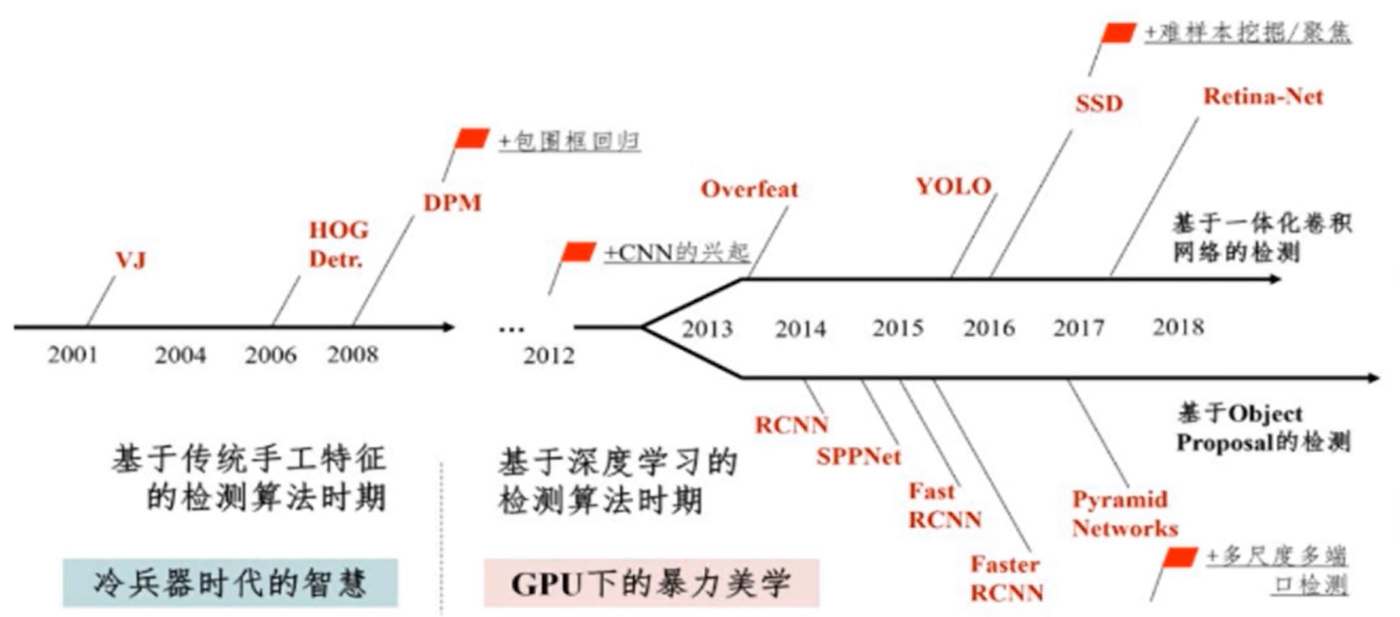 +难样本挖掘/聚焦
SSD
Retina-Net
+包围框回归
DPM
Overfeat
YOLO
HOG
Detr.
VJ
+CNN的兴起
基于一体化卷积
网络的检测
2001
2004
2006
2008
...
2012
2013
2014
2015
2016
2017
2018
RCNN
SPPNet
Fast
RCNN
Faster
RCNN
Pyramid
Networks
基于Object
Proposal的检测
+多尺度多端
口检测
基于传统手工特征
的检测算法时期
基于深度学习的
检测算法时期
冷兵器时代的智慧
GPU下的暴力美学